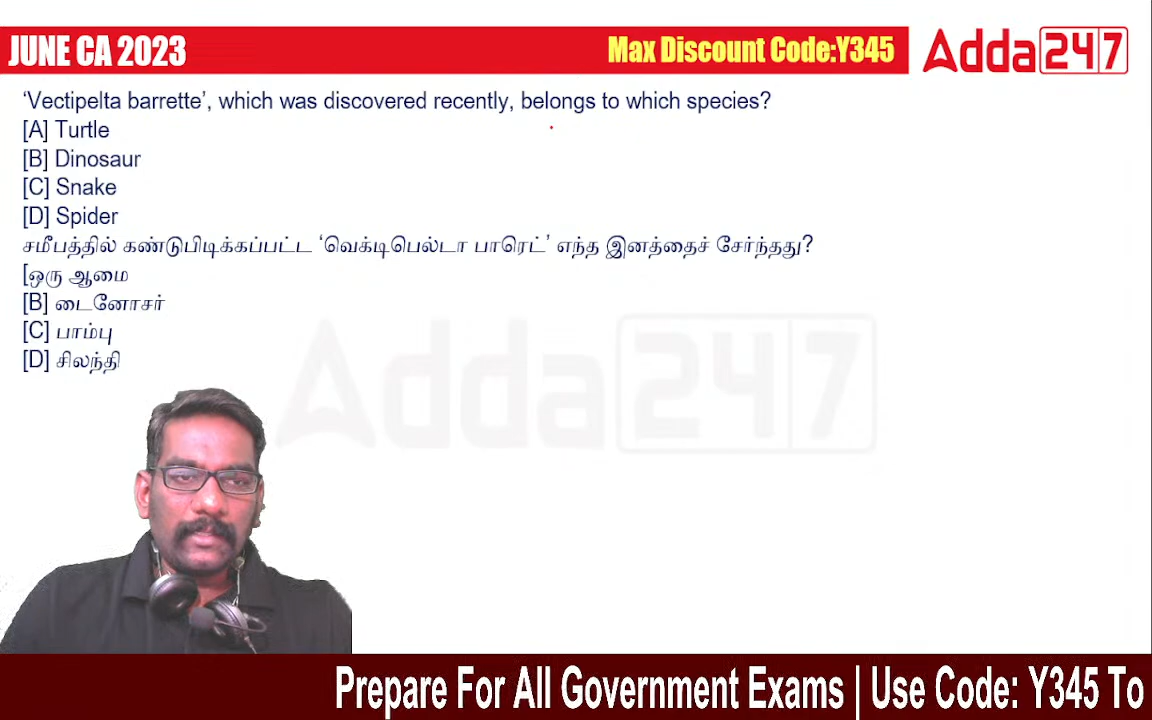 JUNE CA 2023
Max Discount Code:Y345
Adda247
‘Vectipelta barrette’, which was discovered recently, belongs to which species?
[A] Turtle
[B] Dinosaur
[C] Snake
[D] Spider
சமீபத்தில் கண்டுபிடிக்கப்பட்ட ‘வெக்டிபெல்டா பாரெட்’ எந்த இனத்தைச் சேர்ந்தது?
[ஒரு ஆமை
[B] டைனோசர்
[C] பாம்பு
[D] சிலந்தி
Adda247
Prepare For All Government Exams | Use Code: Y345 To